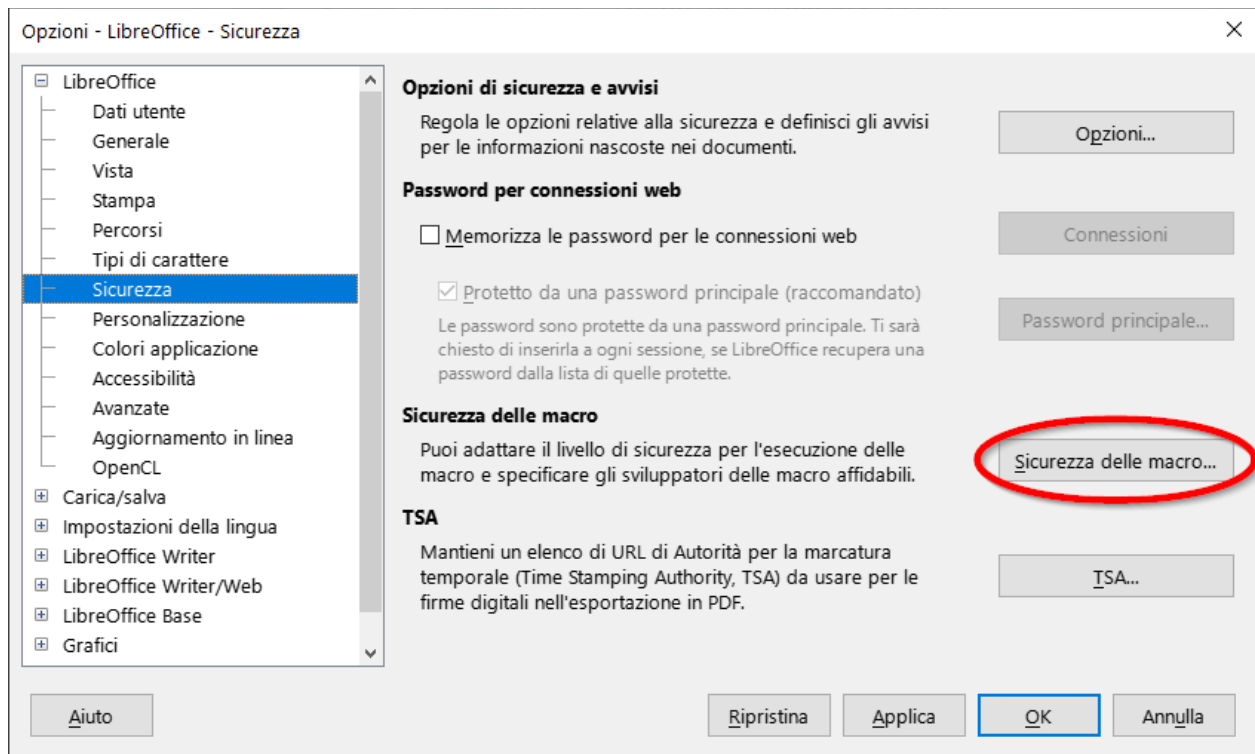 Opzioni - LibreOffice - Sicurezza
LibreOffice
Dati utente
Generale
Vista
Stampa
Percorsi
Tipi di carattere
Sicurezza
Personalizzazione
Colori applicazione
Accessibilità
Avanzate
Aggiornamento in linea
OpenCL
Carica/salva
Impostazioni della lingua
LibreOffice Writer
LibreOffice Writer/Web
LibreOffice Base
Grafici
Opzioni di sicurezza e avvisi
Regola le opzioni relative alla sicurezza e definisci gli avvisi
per le informazioni nascoste nei documenti.
Opzioni...
Password per connessioni web
Memorizza le password per le connessioni web
Connessioni
Protetto da una password principale (raccomandato)
Le password sono protette da una password principale. Ti sarà
chiesto di inserirla a ogni sessione, se LibreOffice recupera una
password dalla lista di quelle protette.
Password principale...
Sicurezza delle macro
Puoi adattare il livello di sicurezza per l'esecuzione delle
macro e specificare gli sviluppatori delle macro affidabili.
Sicurezza delle macro...
TSA
Mantieni un elenco di URL di Autorità per la marcatura
temporale (Time Stamping Authority, TSA) da usare per le
firme digitali nell'esportazione in PDF.
TSA...
Aiuto
Ripristina
Applica
OK
Annulla